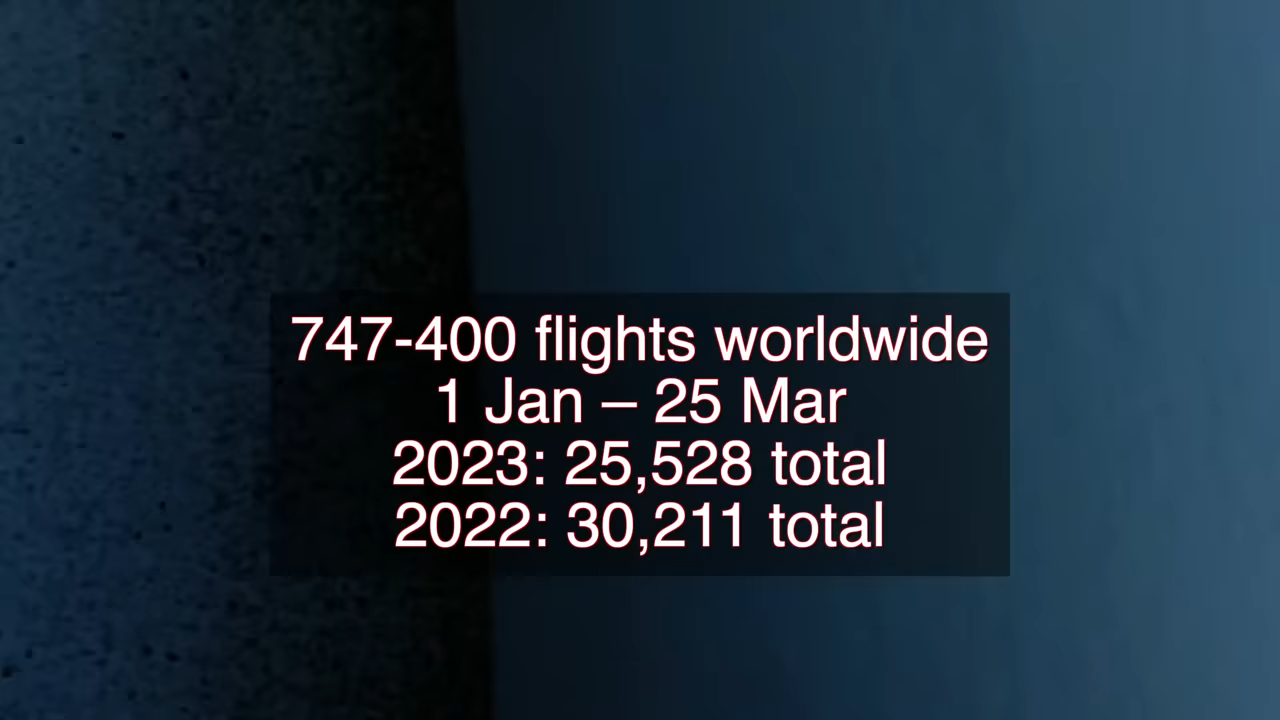 747-400 flights worldwide
1 Jan – 25 Mar
2023: 25,528 total
2022: 30,211 total